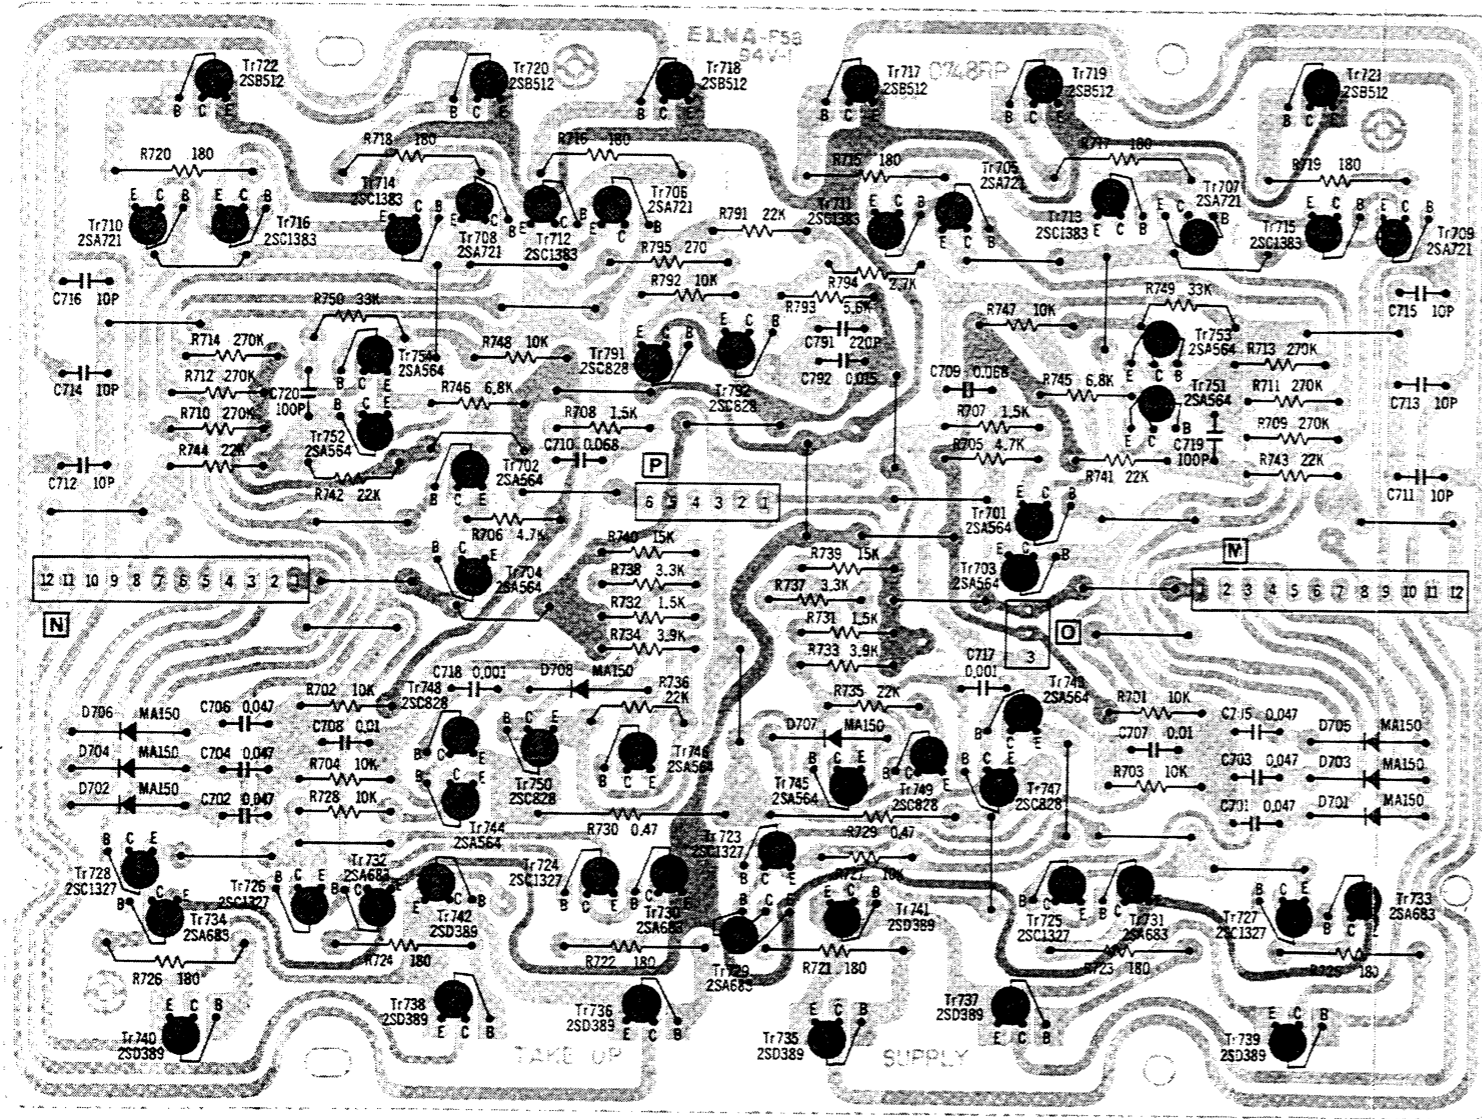 ELNA-F58
94V-1
C748RP
Tr722
2SB512
B C E
Tr720
2SB512
B C E
Tr718
2SB512
B C E
Tr717
2SB512
B C E
Tr719
2SB512
B C E
Tr721
2SB512
B C E
R720 180
R718 180
R716 180
R715 180
R717 180
R719 180
E C B
Tr710
2SA721
E C B
Tr716
2SC1383
Tr714
2SC1383
E C B
Tr708
2SA721
E C B
Tr712
2SC1383
B C E
Tr706
2SA721
E C B
R791 22K
Tr711
2SC1383
E C B
Tr705
2SA721
E C B
Tr713
2SC1383
E C B
Tr707
2SA721
E C B
Tr715
2SC1383
E C B
Tr709
2SA721
E C B
R795 270
R792 10K
R794 2.7K
R793 5.6K
C791 220P
C792 0.015
C716 10P
C715 10P
R750 33K
R749 33K
R714 270K
R748 10K
R747 10K
R713 270K
Tr754
2SA564
B C E
Tr791
2SC828
E C B
Tr792
2SC828
E C B
Tr753
2SA564
E C B
C714 10P
R712 270K
C720
100P
R746 6.8K
C709 0.068
R745 6.8K
Tr751
2SA564
E C B
R711 270K
C713 10P
R710 270K
R708 1.5K
R707 1.5K
R709 270K
R744 22K
Tr752
2SA564
B C E
C710 0.068
R705 4.7K
C719
100P
R743 22K
C712 10P
R742 22K
Tr702
2SA564
B C E
P
6 5 4 3 2 1
R741 22K
C711 10P
R706 4.7K
Tr701
2SA564
E C B
R740 15K
R739 15K
M
12 11 10 9 8 7 6 5 4 3 2 1
N
Tr704
2SA564
B C E
R738 3.3K
R737 3.3K
Tr703
2SA564
E C B
1 2 3 4 5 6 7 8 9 10 11 12
R732 1.5K
R731 1.5K
1
2
3
O
R734 3.9K
R733 3.9K
C718 0.001
D708 MA150
C717
0.001
R736
22K
R735 22K
R702 10K
Tr748
2SC828
B C E
2SA564
B C E
R701 10K
D706 MA150
C706 0.047
C708 0.01
D707 MA150
C707 0.01
C705 0.047
D705 MA150
D704 MA150
C704 0.047
R704 10K
Tr750
2SC828
B C E
Tr746
2SA564
B C E
Tr745
2SA564
B C E
Tr749
2SC828
B C E
Tr747
2SC828
B C E
R703 10K
C703 0.047
D703 MA150
D702 MA150
C702 0.047
R728 10K
Tr744
2SA564
B C E
R730 0.47
R729 0.47
C701 0.047
D701 MA150
Tr728
2SC1327
B C E
Tr726
2SC1327
B C E
Tr732
2SA683
B C E
Tr724
2SC1327
B C E
Tr723
2SC1327
B C E
R727 10K
Tr734
2SA683
B C E
Tr742
2SD389
E C B
Tr730
2SA683
B C E
Tr741
2SD389
E C B
Tr725
2SC1327
B C E
Tr731
2SA683
B C E
Tr727
2SC1327
B C E
Tr733
2SA683
B C E
R726 180
R724 180
R722 180
Tr729
2SA683
B C E
R721 180
R723 180
R725 180
E C B
Tr740
2SD389
Tr738
2SD389
E C B
Tr736
2SD389
E C B
Tr735
2SD389
E C B
Tr737
2SD389
E C B
Tr739
2SD389
E C B
TAKE UP
SUPPLY